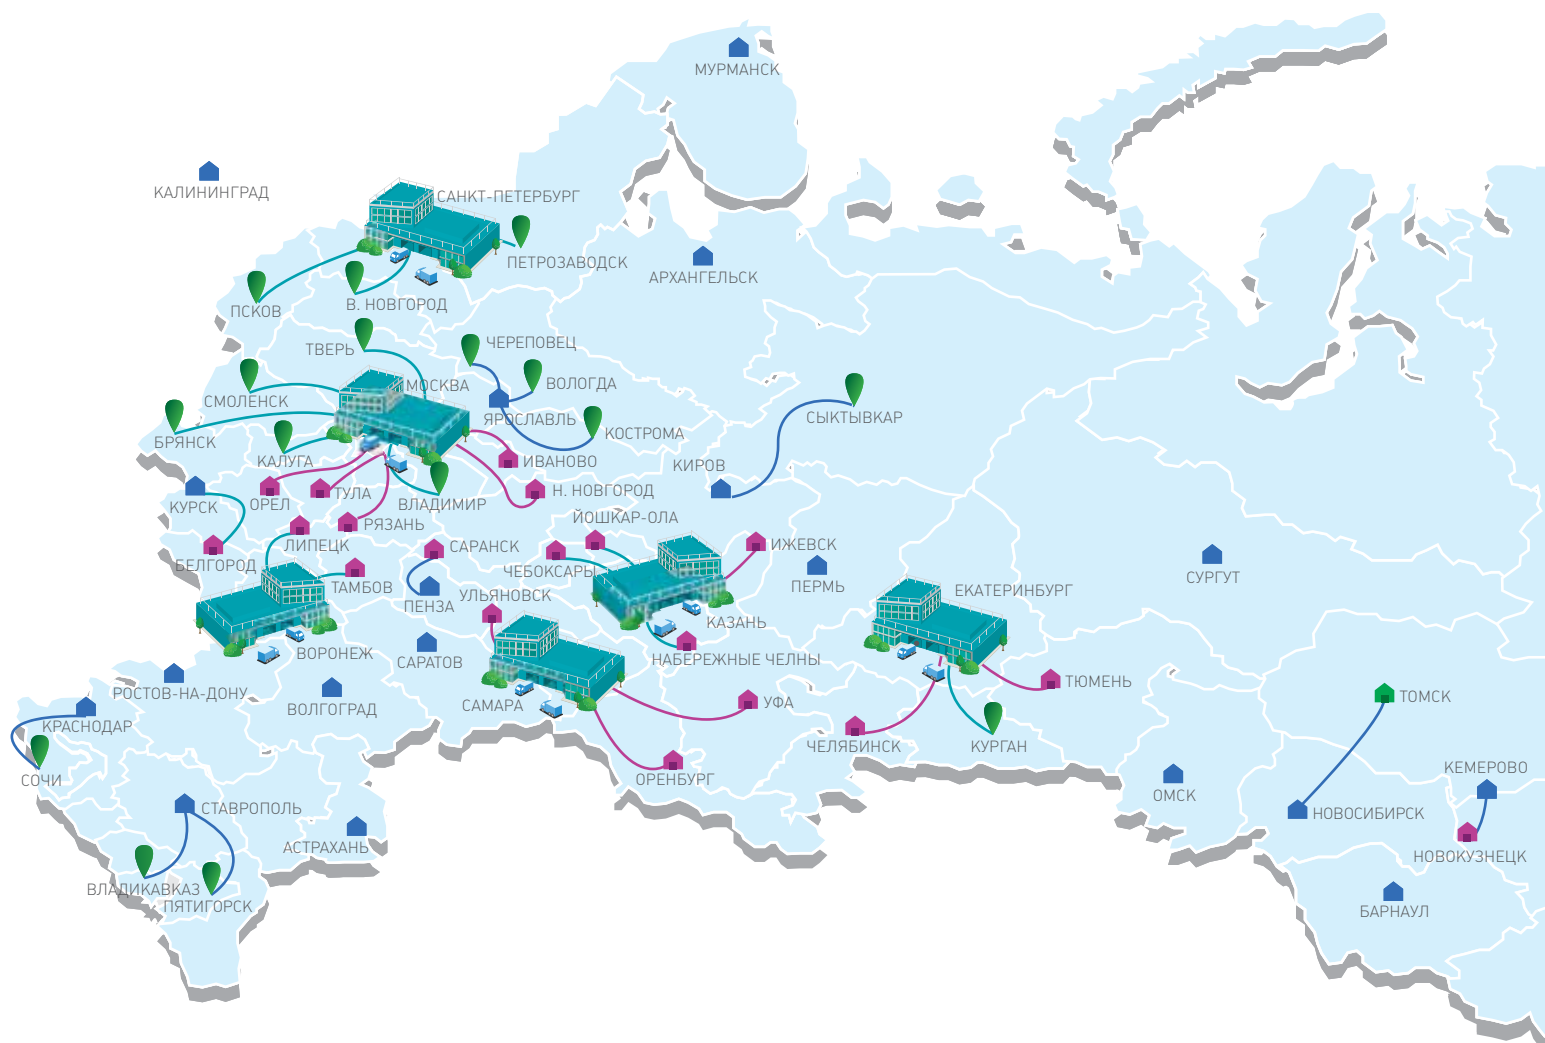 МУРМАНСК
КАЛИНИНГРАД
САНКТ-ПЕТЕРБУРГ
ПЕТРОЗАВОДСК
АРХАНГЕЛЬСК
ПСКОВ
В. НОВГОРОД
ТВЕРЬ
ЧЕРЕПОВЕЦ
МОСКВА
ВОЛОГДА
СМОЛЕНСК
ЯРОСЛАВЛЬ
СЫКТЫВКАР
БРЯНСК
КОСТРОМА
КАЛУГА
ИВАНОВО
КИРОВ
КУРСК
ОРЕЛ
ТУЛА
ВЛАДИМИР
Н. НОВГОРОД
РЯЗАНЬ
ЙОШКАР-ОЛА
ЛИПЕЦК
САРАНСК
ИЖЕВСК
БЕЛГОРОД
ЧЕБОКСАРЫ
СУРГУТ
ТАМБОВ
ПЕРМЬ
УЛЬЯНОВСК
ЕКАТЕРИНБУРГ
ПЕНЗА
КАЗАНЬ
ВОРОНЕЖ
САРАТОВ
НАБЕРЕЖНЫЕ ЧЕЛНЫ
ТЮМЕНЬ
РОСТОВ-НА-ДОНУ
ТОМСК
ВОЛГОГРАД
САМАРА
УФА
КРАСНОДАР
ЧЕЛЯБИНСК
КУРГАН
КЕМЕРОВО
СОЧИ
ОРЕНБУРГ
ОМСК
СТАВРОПОЛЬ
НОВОСИБИРСК
АСТРАХАНЬ
НОВОКУЗНЕЦК
ВЛАДИКАВКАЗ
ПЯТИГОРСК
БАРНАУЛ